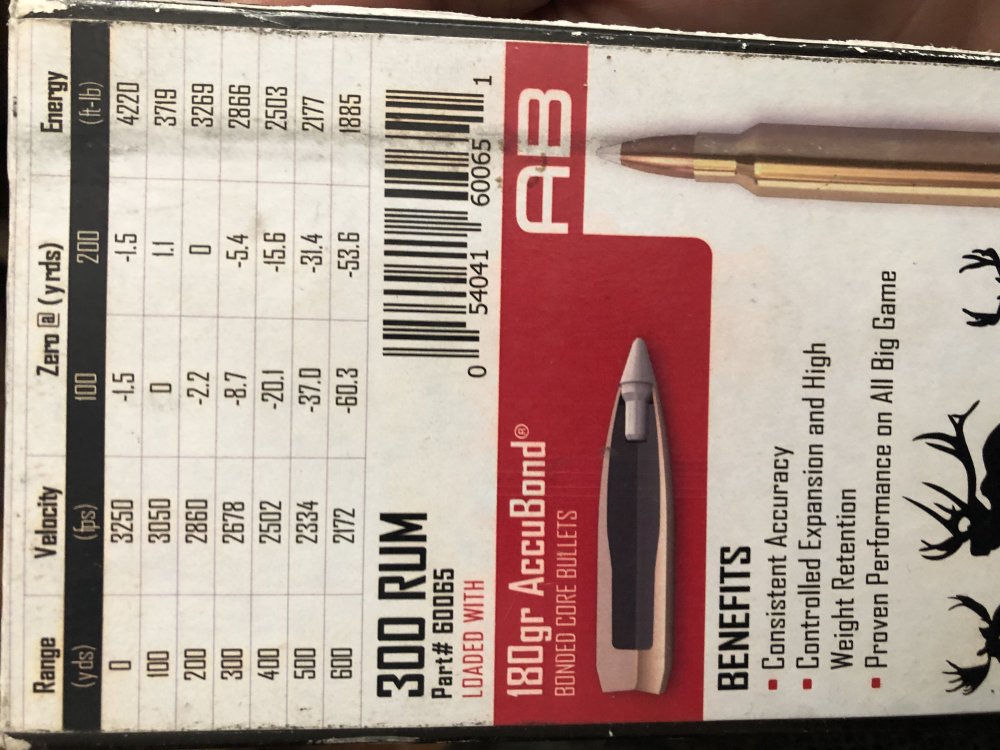 Range Velocity Zero @ (yrds) Energy
(yds) (fps) 100 200 (ft-lb)
0 3250 -1.5 -1.5 4220
100 3050 0 1.1 3719
200 2860 -2.2 0 3269
300 2678 -8.7 -5.4 2866
400 2502 -20.1 -15.6 2503
500 2334 -37.0 -31.4 2177
600 2172 -60.3 -53.6 1885
300 RUM
Part# 60065
LOADED WITH
0 54041 60065 1
180gr AccuBond®
BONDED CORE BULLETS
AB
BENEFITS
• Consistent Accuracy
• Controlled Expansion and High
Weight Retention
• Proven Performance on All Big Game